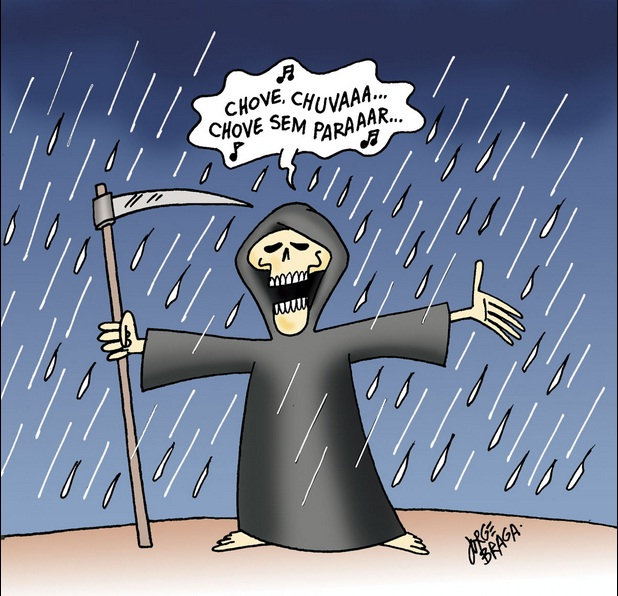 CHOVE, CHUVAAA...
CHOVE SEM PARAAAR...
JORGE
BRAGA.